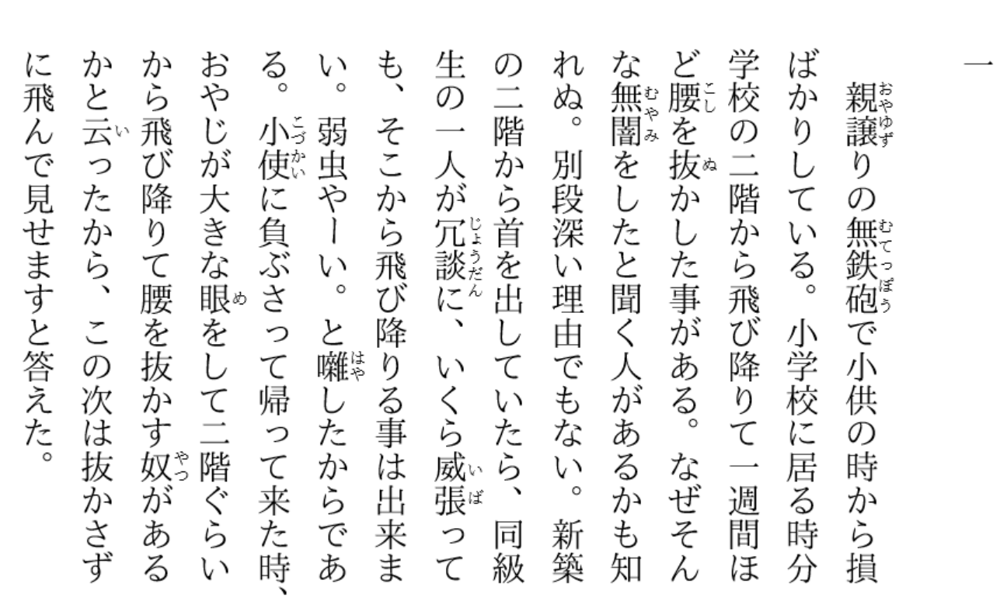 一
親譲りの無鉄砲で小供の時から損
ばかりしている。小学校に居る時分
学校の二階から飛び降りて一週間ほ
ど腰を抜かした事がある。なぜそん
な無闇をしたと聞く人があるかも知
れぬ。別段深い理由でもない。新築
の二階から首を出していたら、同級
生の一人が冗談に、いくら威張って
も、そこから飛び降りる事は出来ま
い。弱虫やーい。と囃したからであ
る。小使に負ぶさって帰って来た時、
おやじが大きな眼をして二階ぐらい
から飛び降りて腰を抜かす奴がある
かと云ったから、この次は抜かさず
に飛んで見せますと答えた。